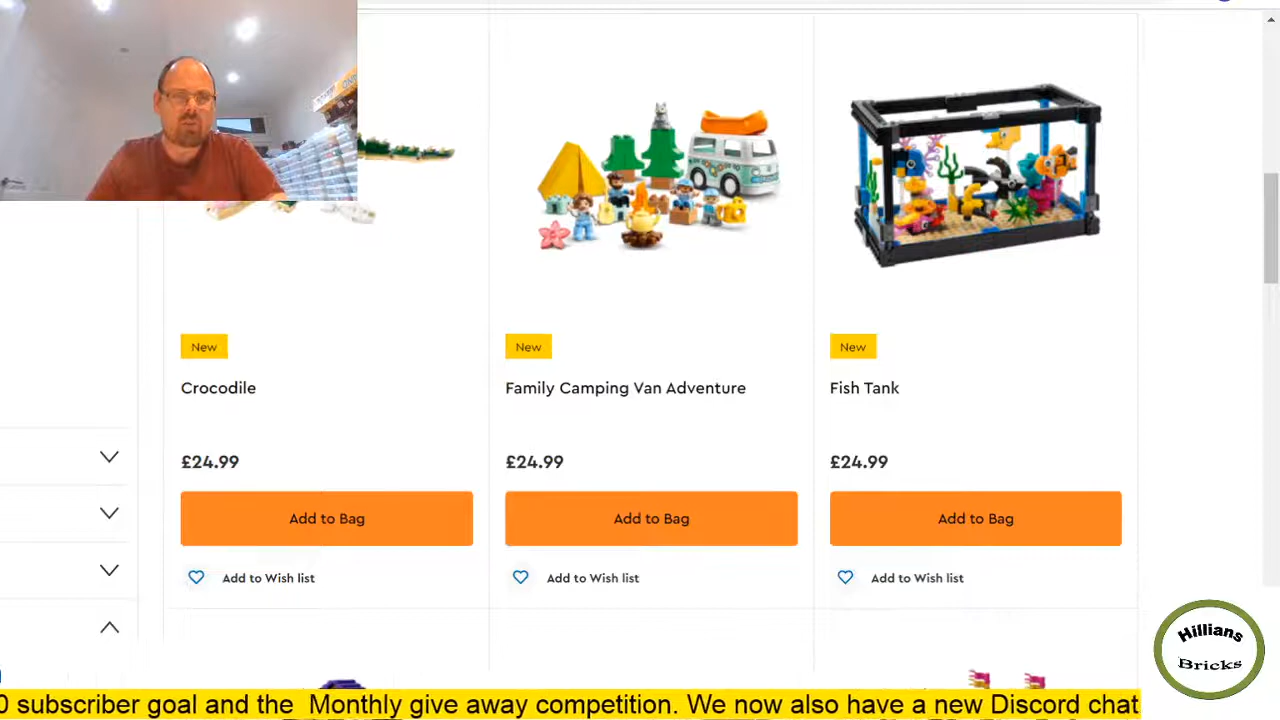 New
New
New
Crocodile
Family Camping Van Adventure
Fish Tank
£24.99
£24.99
£24.99
Add to Bag
Add to Bag
Add to Bag
Add to Wish list
Add to Wish list
Add to Wish list
Hillians
Bricks
0 subscriber goal and the Monthly give away competition. We now also have a new Discord chat